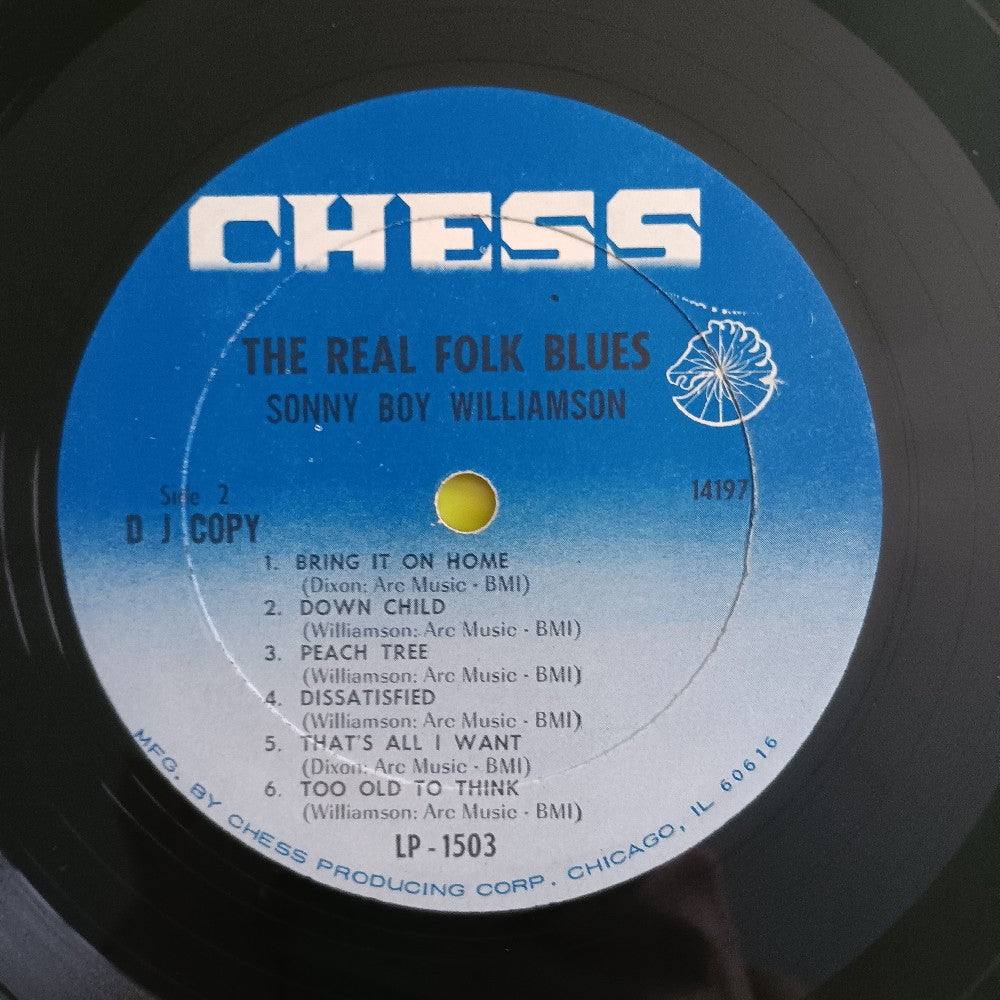 CHESS
THE REAL FOLK BLUES
SONNY BOY WILLIAMSON
Side 2
14197
D J COPY
1. BRING IT ON HOME
(Dixon: Arc Music - BMI)
2. DOWN CHILD
(Williamson: Arc Music - BMI)
3. PEACH TREE
(Williamson: Arc Music - BMI)
4. DISSATISFIED
(Williamson: Arc Music - BMI)
5. THAT'S ALL I WANT
(Dixon: Arc Music - BMI)
6. TOO OLD TO THINK
(Williamson: Arc Music - BMI)
LP - 1503
MFG. BY CHESS PRODUCING CORP. CHICAGO, IL 60616